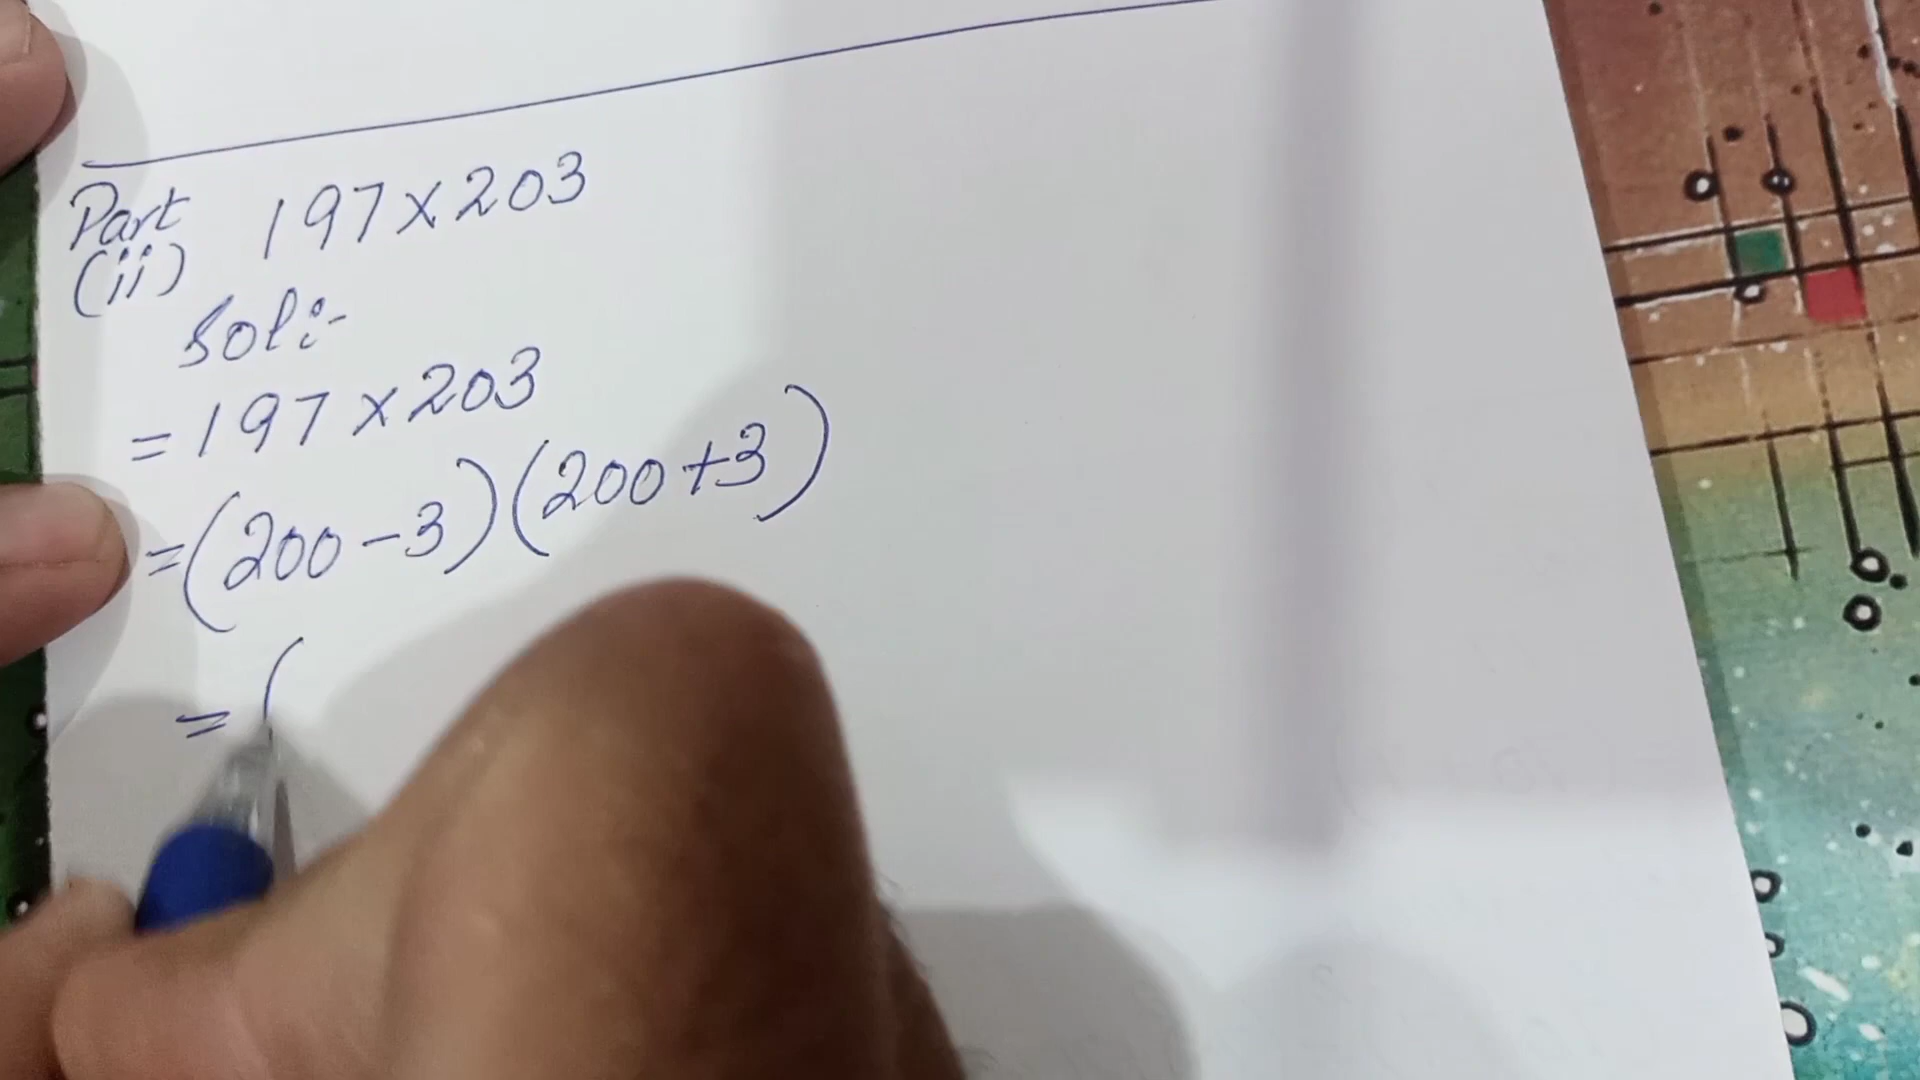 Part (ii) 197×203
Sol:-
=197×203
=(200-3)(200+3)
=(